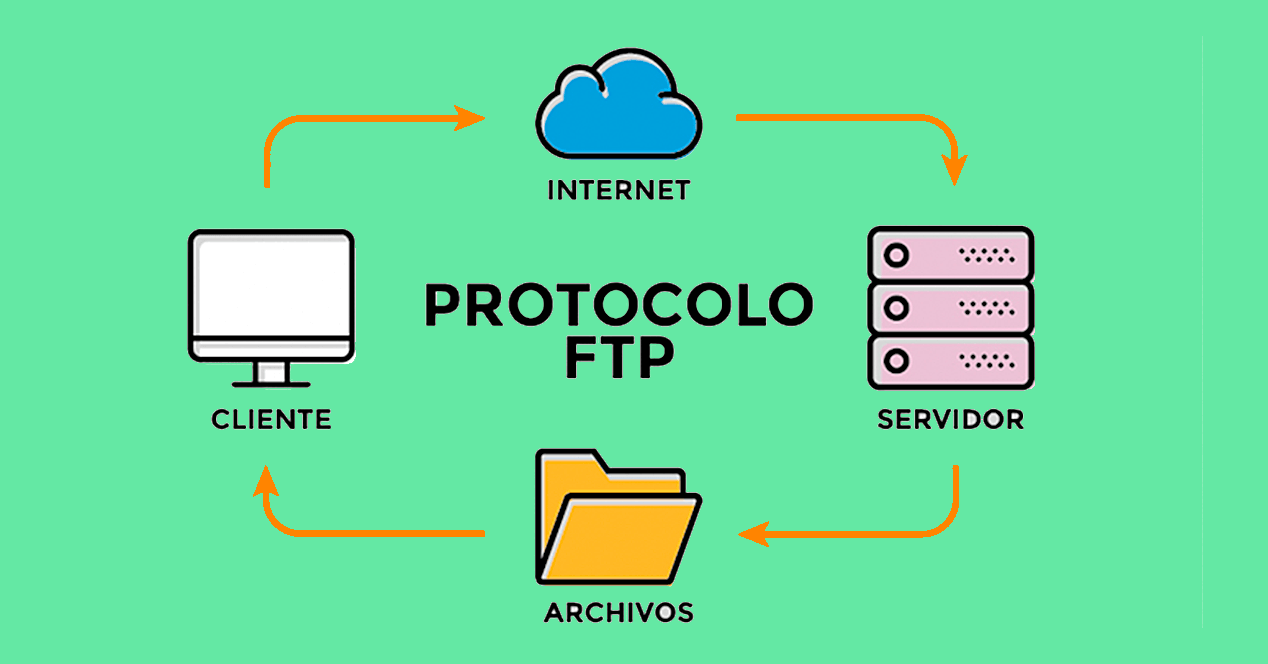 INTERNET
PROTOCOLO
FTP
CLIENTE
SERVIDOR
ARCHIVOS